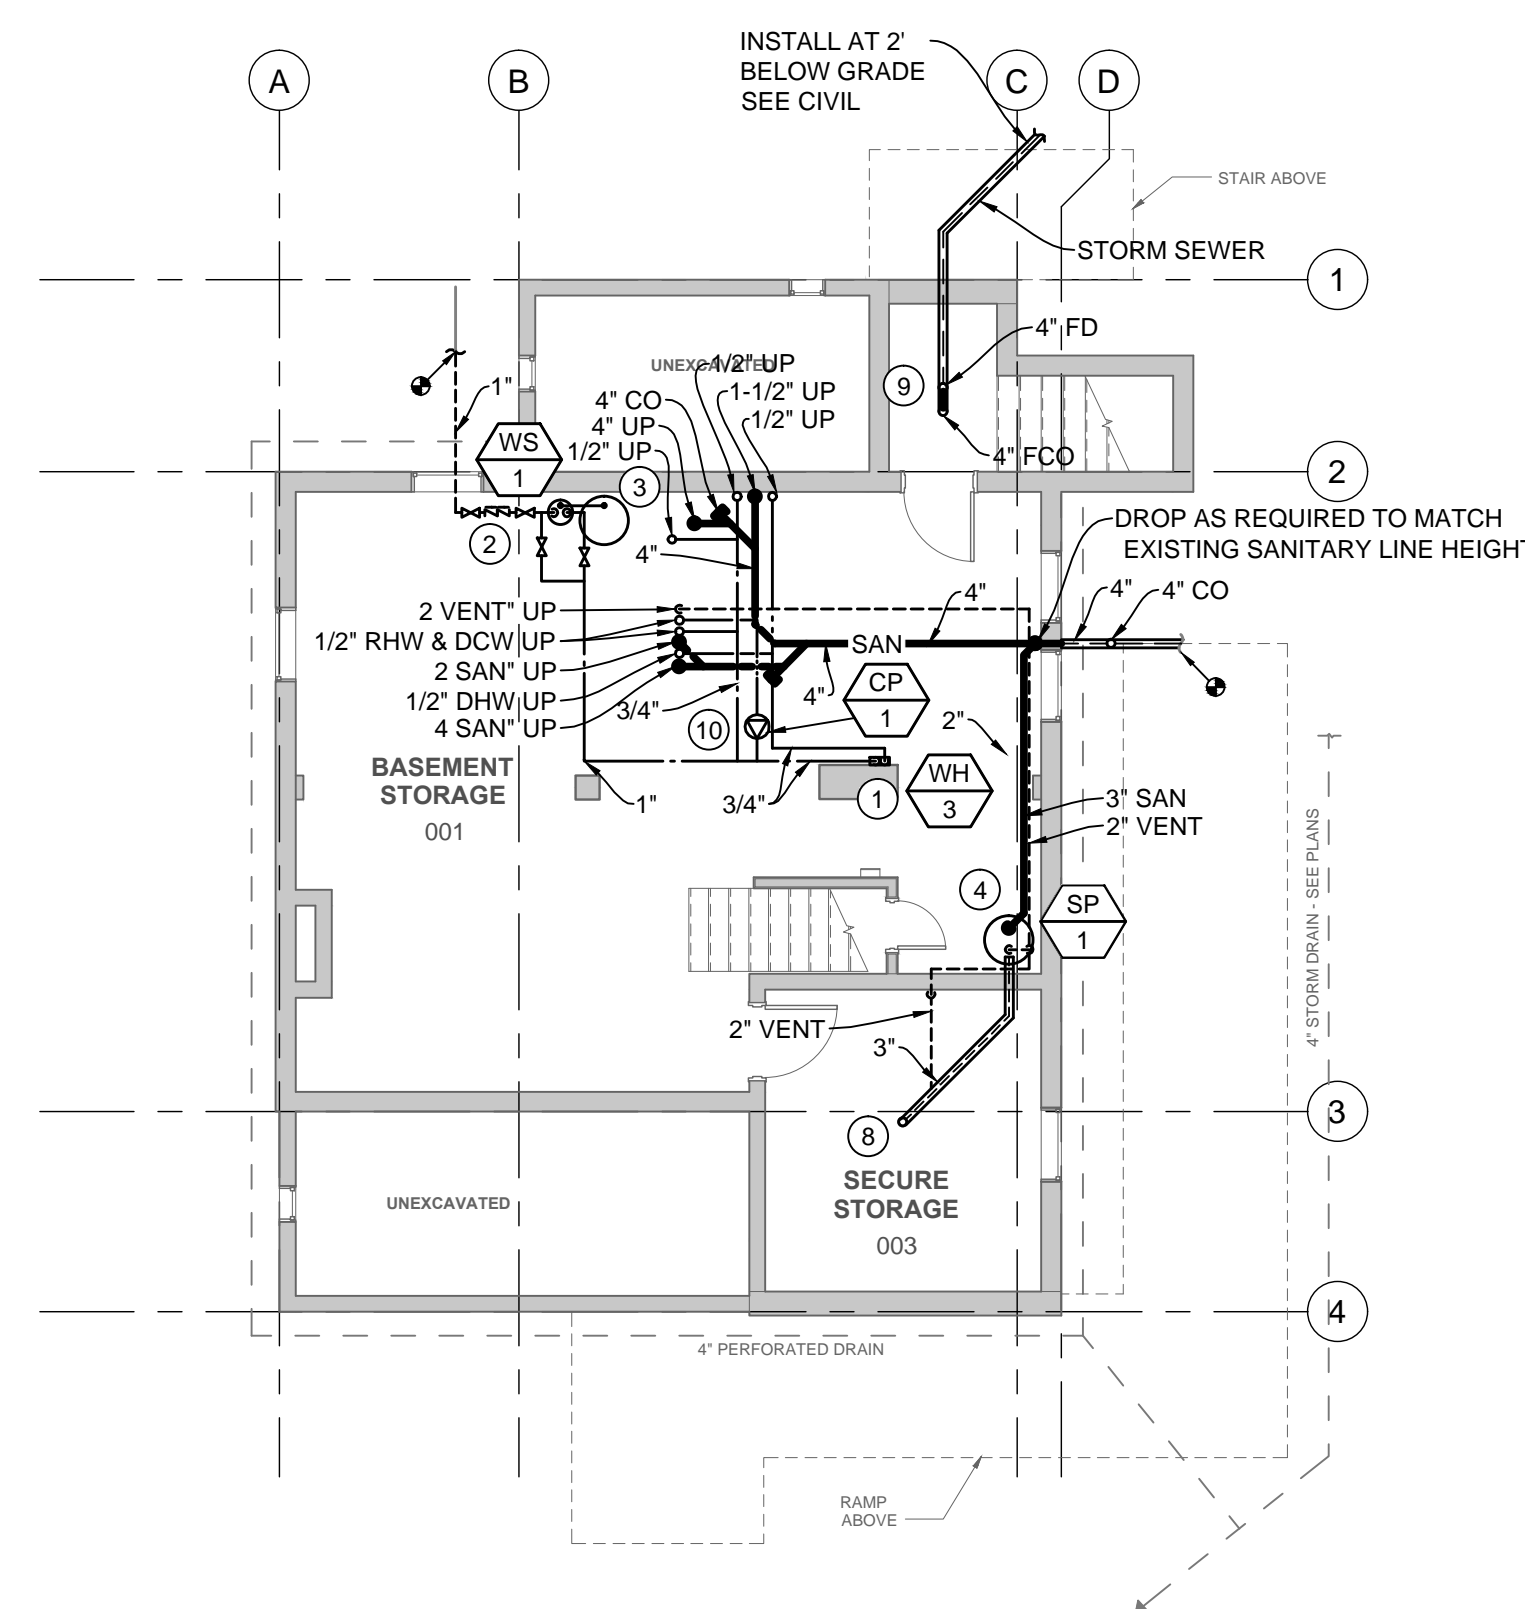 INSTALL AT 2'
BELOW GRADE
SEE CIVIL
A
B
C
D
STAIR ABOVE
STORM SEWER
1
4" FD
UNEXCAVATED
1/2" UP
1-1/2" UP
1/2" UP
9
1"
4" CO
4" UP
1/2" UP
4" FCO
WS
1
3
2
2
DROP AS REQUIRED TO MATCH
EXISTING SANITARY LINE HEIGHT
4"
4"
4"
4" CO
2 VENT" UP
1/2" RHW & DCW UP
2 SAN" UP
1/2" DHW UP
4 SAN" UP
SAN
4"
CP
1
3/4"
10
2"
BASEMENT
STORAGE
001
WH
3
1
1"
3/4"
3" SAN
2" VENT
4
SP
1
4" STORM DRAIN - SEE PLANS
2" VENT
3"
3
8
SECURE
STORAGE
003
UNEXCAVATED
4
4" PERFORATED DRAIN
RAMP
ABOVE